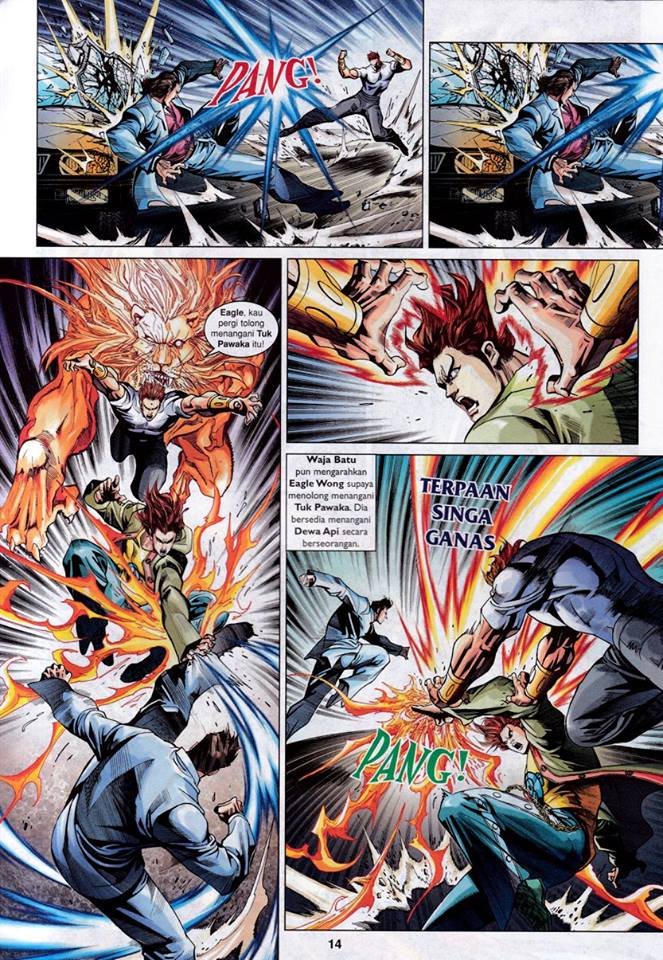 PANG!
Eagle, kau
pergi tolong
menangani Tuk
Pawaka itu!
Waja Batu
pun mengarahkan
Eagle Wong supaya
menolong menangani
Tuk Pawaka. Dia
bersedia menangani
Dewa Api secara
berseorangan.
TERPAAN
SINGA
GANAS
PANG!
14